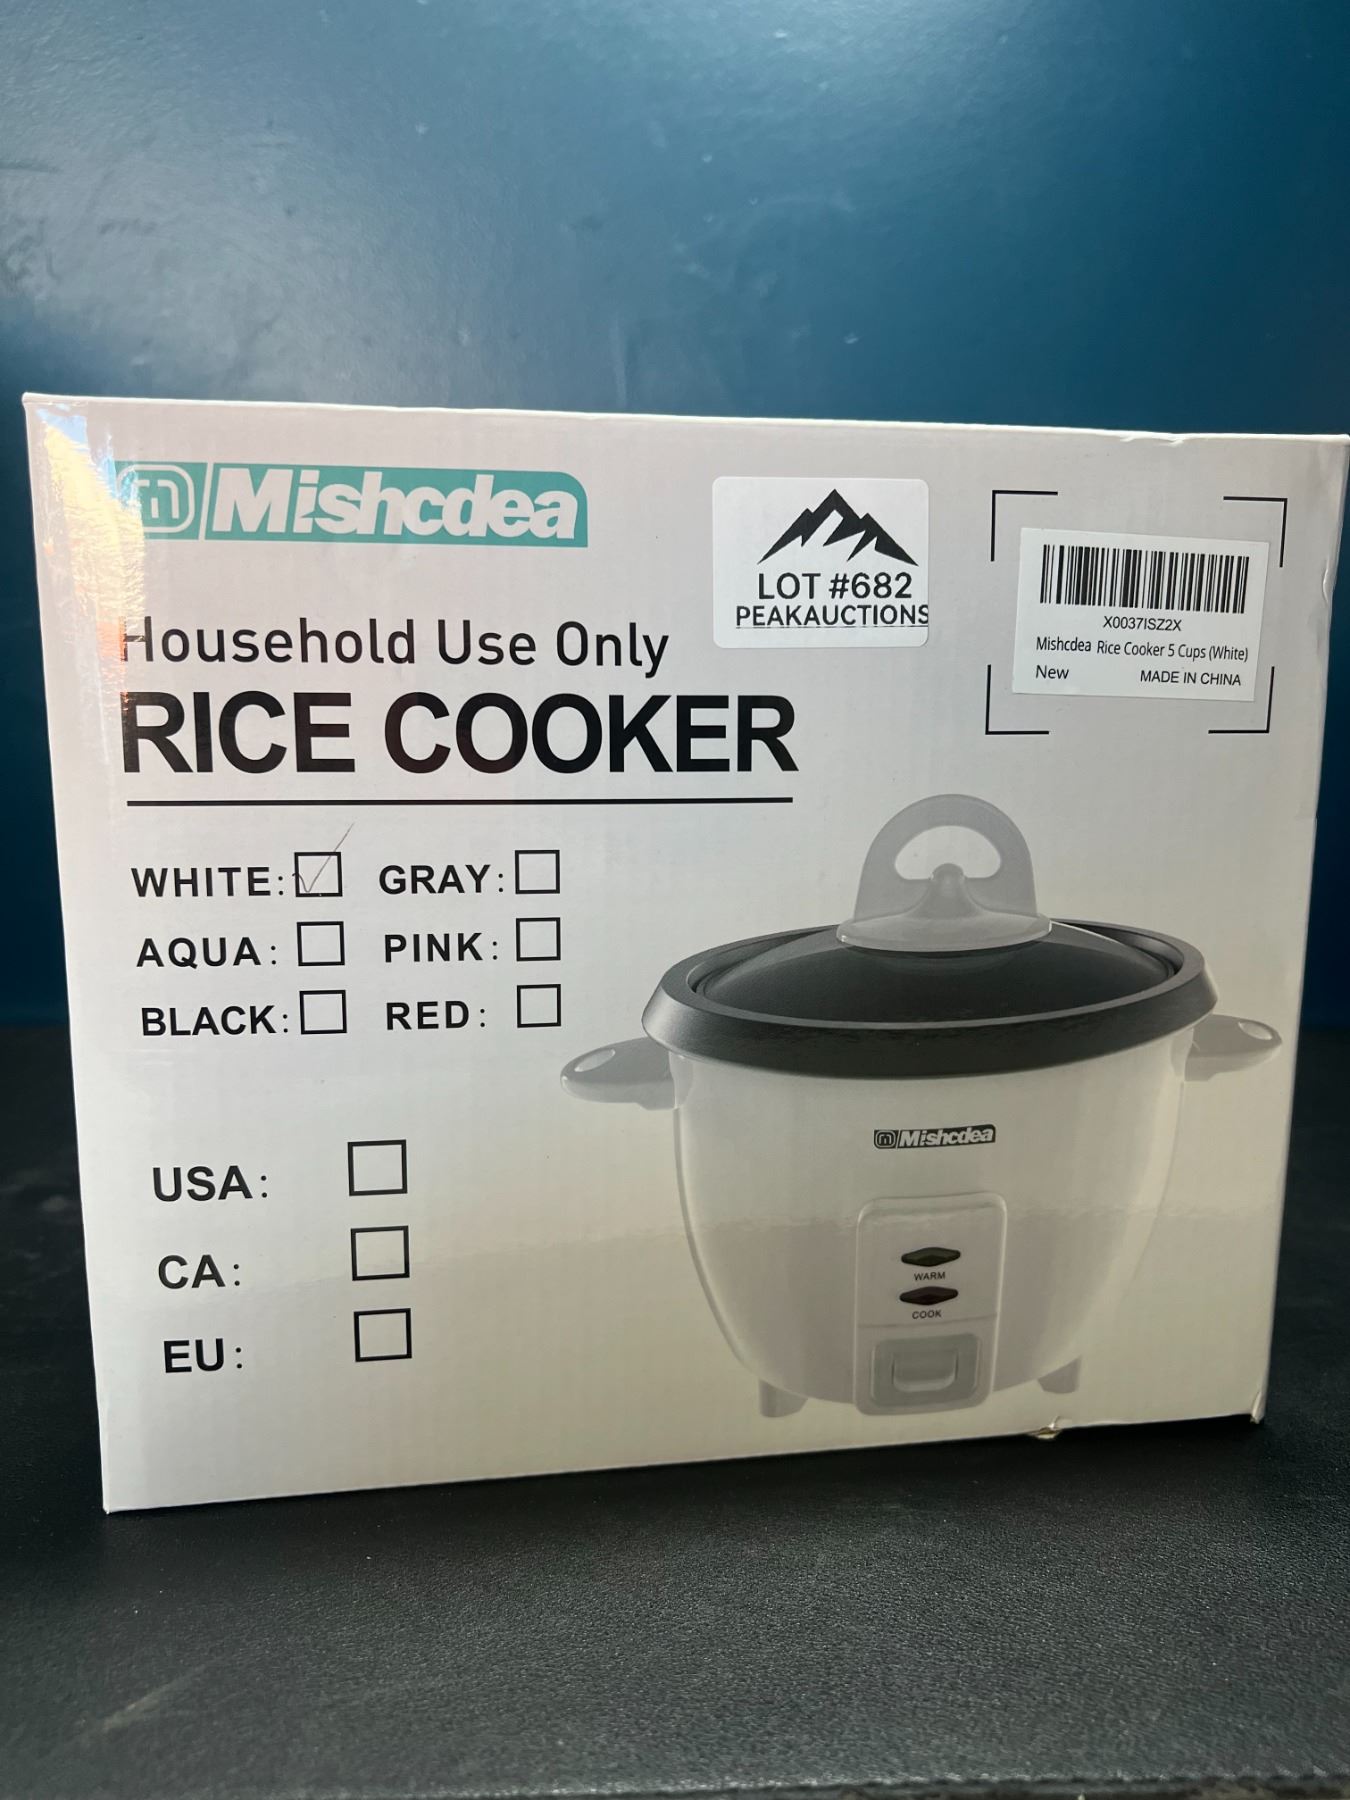 Mishcdea
LOT #682
PEAKAUCTIONS
X0037ISZ2X
Mishcdea Rice Cooker 5 Cups (White)
New MADE IN CHINA
Household Use Only
RICE COOKER
WHITE: GRAY:
AQUA: PINK:
BLACK: RED:
USA:
CA:
EU:
Mishcdea
WARM
COOK